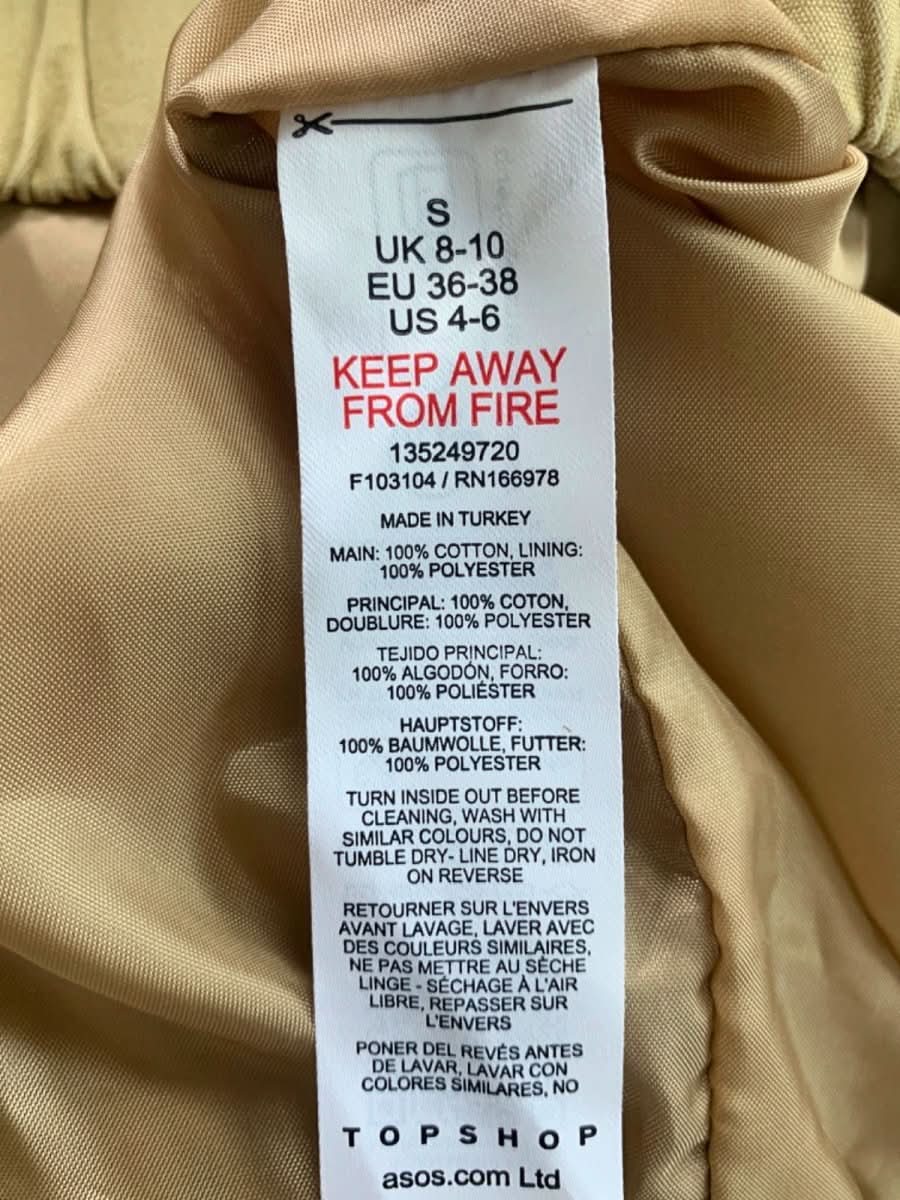 S
UK 8-10
EU 36-38
US 4-6
KEEP AWAY
FROM FIRE
135249720
F103104 / RN166978
MADE IN TURKEY
MAIN: 100% COTTON, LINING:
100% POLYESTER
PRINCIPAL: 100% COTON,
DOUBLURE: 100% POLYESTER
TEJIDO PRINCIPAL:
100% ALGODÓN, FORRO:
100% POLIÉSTER
HAUPTSTOFF:
100% BAUMWOLLE, FUTTER:
100% POLYESTER
TURN INSIDE OUT BEFORE
CLEANING, WASH WITH
SIMILAR COLOURS, DO NOT
TUMBLE DRY- LINE DRY, IRON
ON REVERSE
RETOURNER SUR L'ENVERS
AVANT LAVAGE, LAVER AVEC
DES COULEURS SIMILAIRES,
NE PAS METTRE AU SÈCHE
LINGE - SÉCHAGE À L'AIR
LIBRE, REPASSER SUR
L'ENVERS
PONER DEL REVÉS ANTES
DE LAVAR, LAVAR CON
COLORES SIMILARES, NO
TOPSHOP
asos.com Ltd